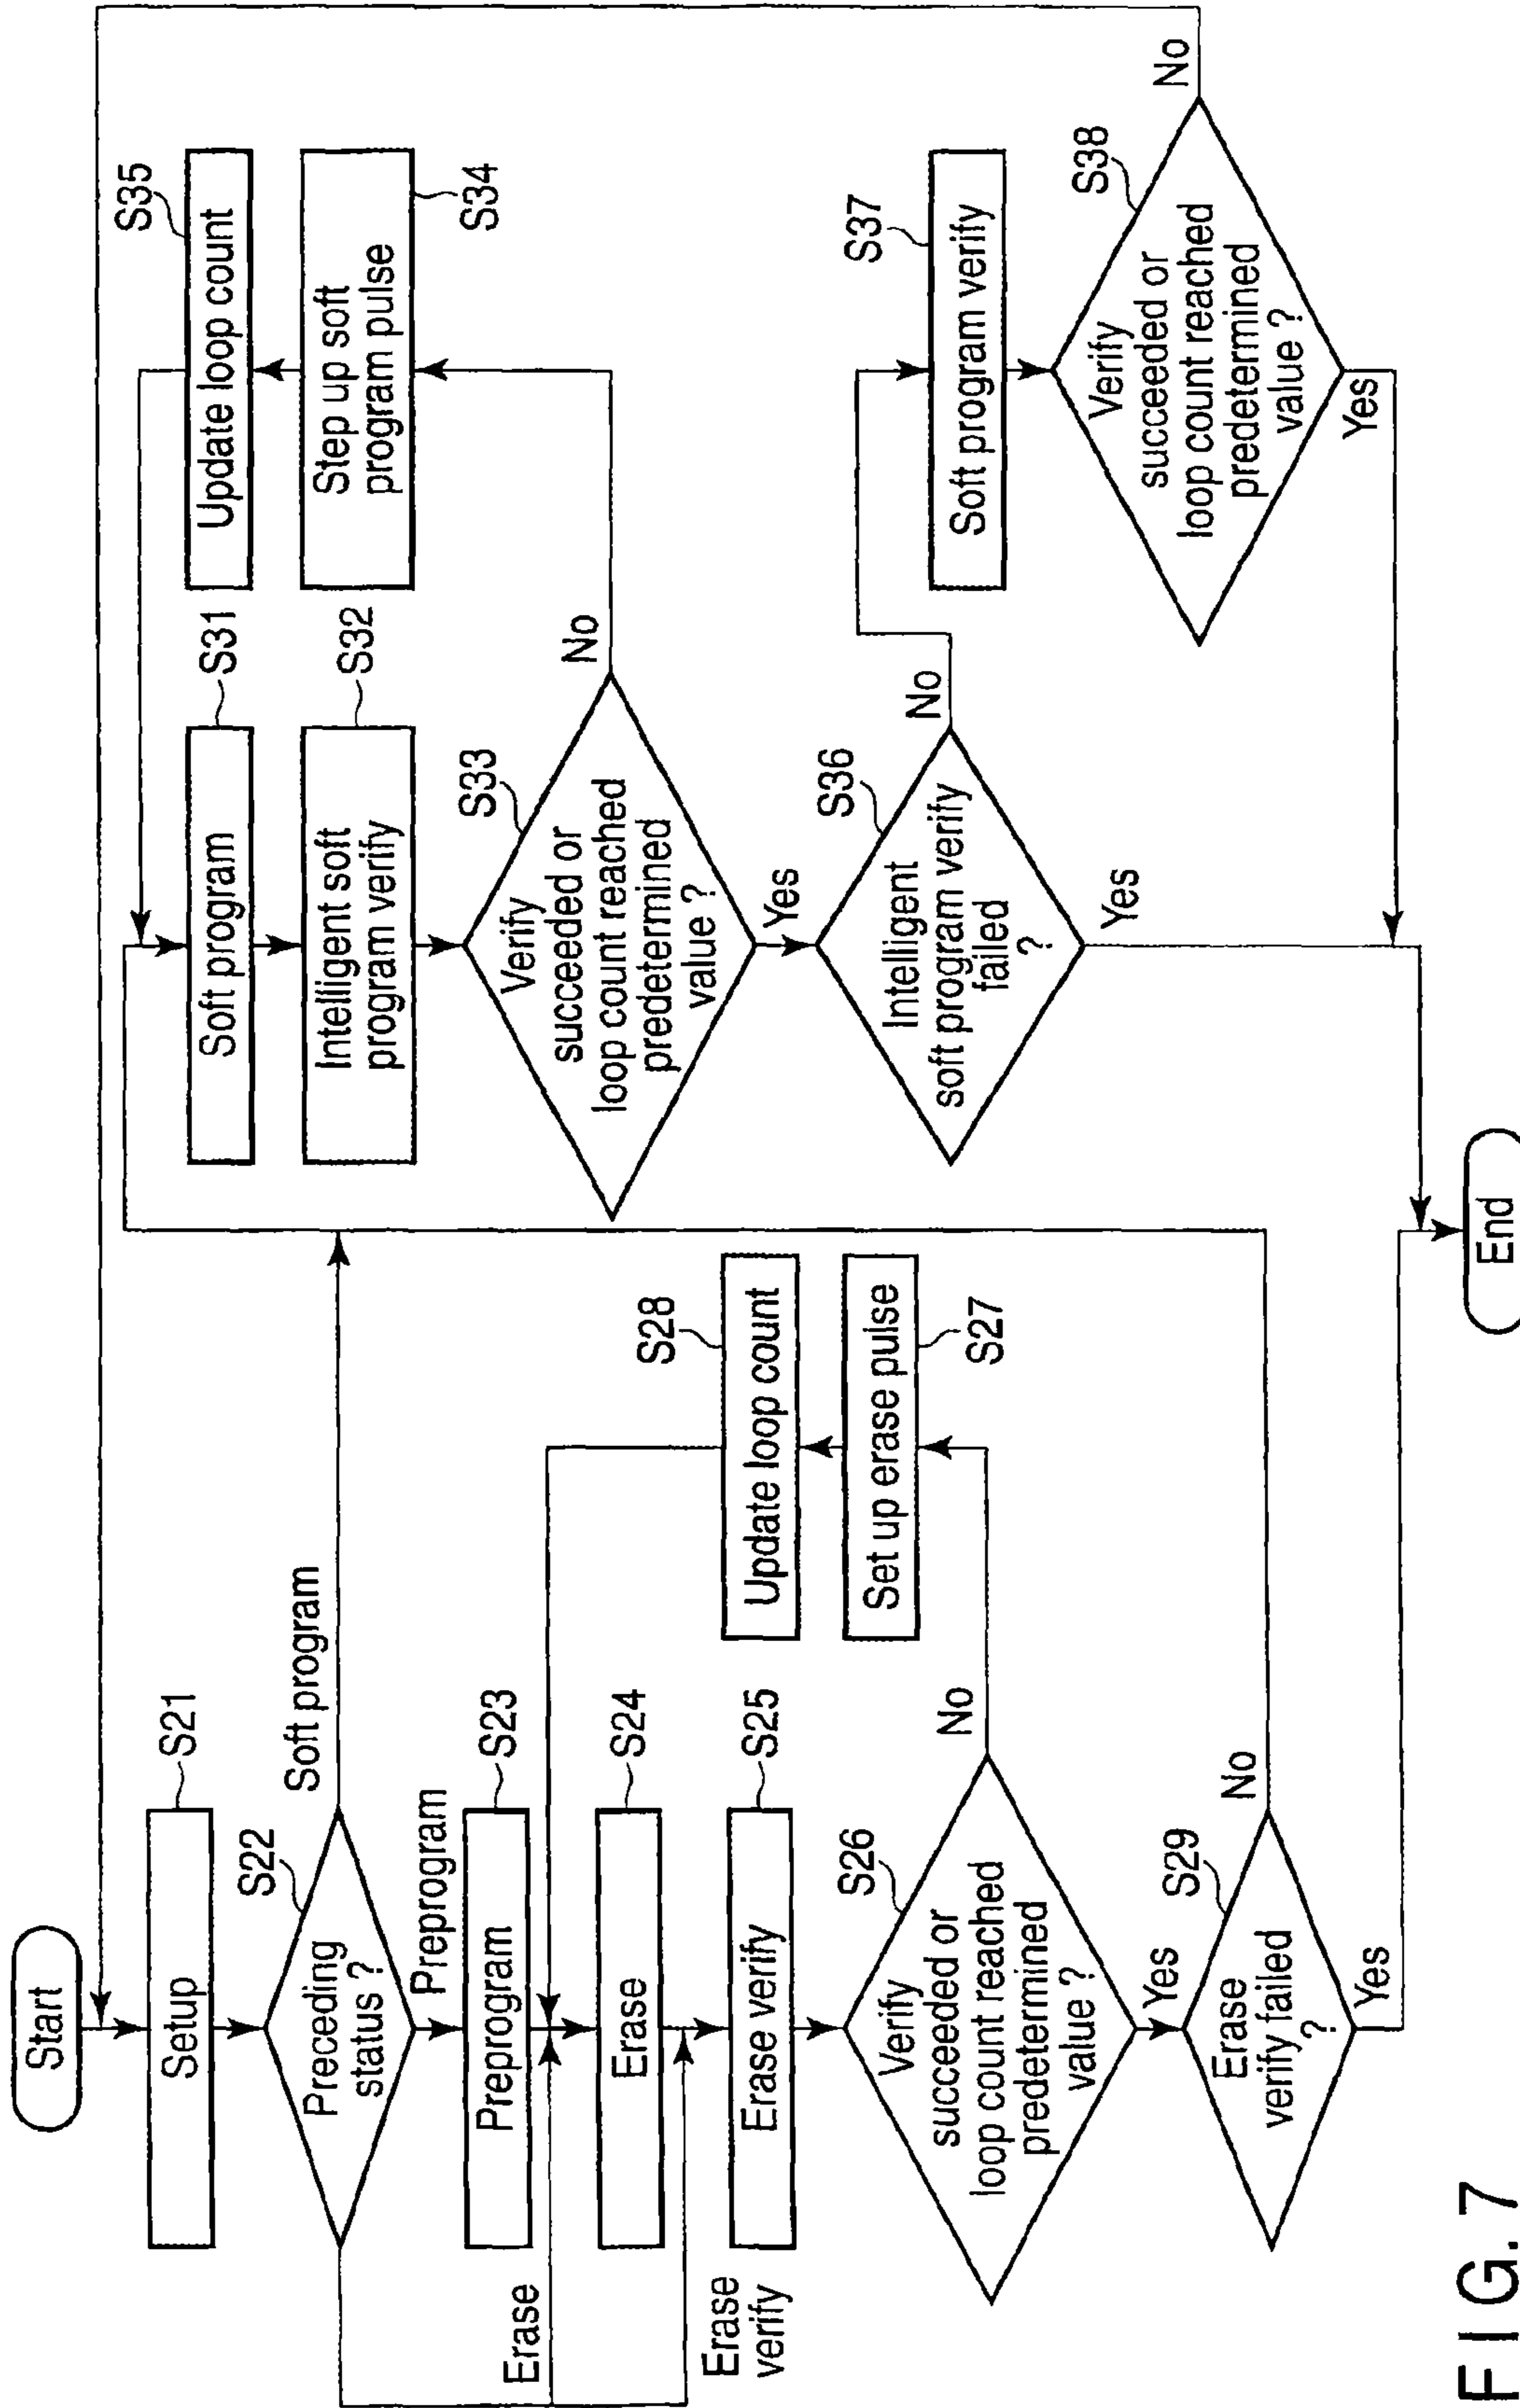 Start
Setup
S21
Preceding
status ?
S22
Soft program
Preprogram
Preprogram
S23
Erase
Erase
S24
Erase
verify
Erase verify
S25
Verify
succeeded or
loop count reached
predetermined
value ?
S26
No
Yes
Set up erase pulse
S27
Update loop count
S28
Erase
verify failed
?
S29
No
Yes
Soft program
S31
Intelligent soft
program verify
S32
Verify
succeeded or
loop count reached
predetermined
value ?
S33
No
Yes
Step up soft
program pulse
S34
Update loop count
S35
Intelligent
soft program verify
failed
?
S36
No
Yes
Soft program verify
S37
Verify
succeeded or
loop count reached
predetermined
value ?
S38
No
Yes
End
FIG. 7